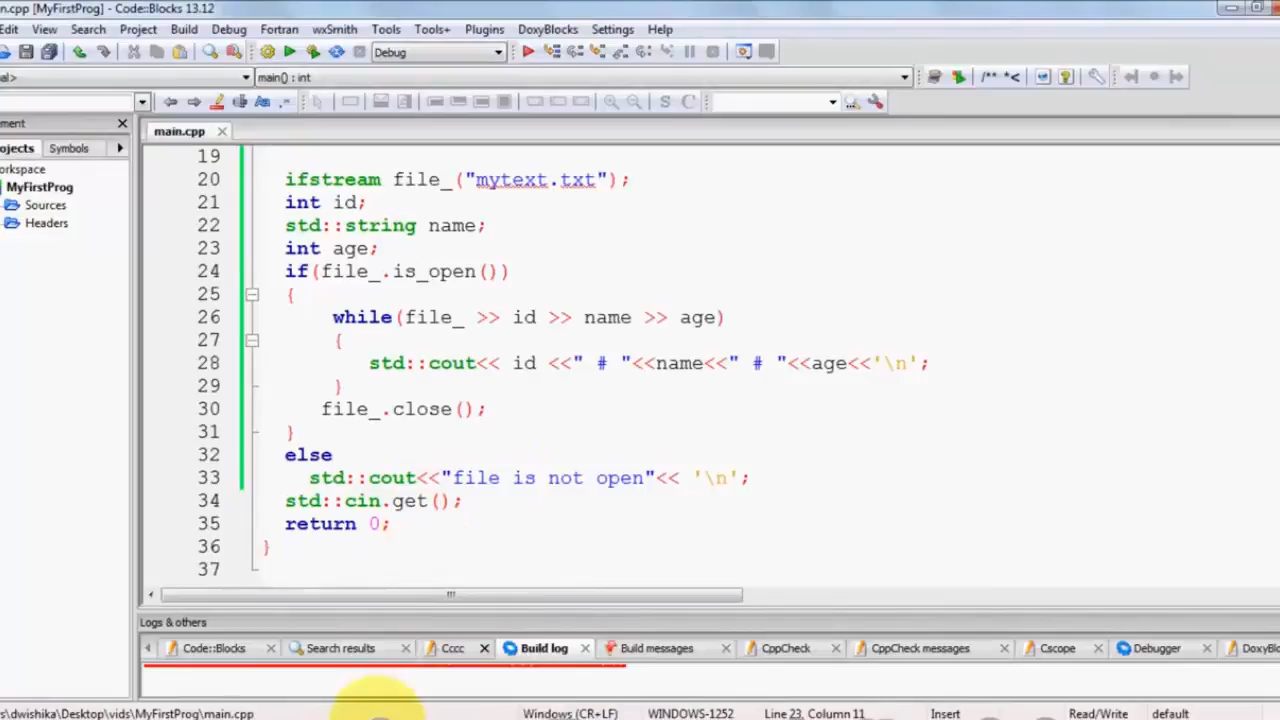 n.cpp [MyFirstProg] - Code::Blocks 13.12
Edit View Search Project Build Debug Fortran wxSmith Tools Tools+ Plugins DoxyBlocks Settings Help
Debug
al> main() : int
/** *<
S C
ment
main.cpp
ojects Symbols
orkspace
MyFirstProg
Sources
Headers
19
20 ifstream file_("mytext.txt");
21 int id;
22 std::string name;
23 int age;
24 if(file_.is_open())
25 {
26 while(file_ >> id >> name >> age)
27 {
28 std::cout<< id <<" # "<<name<<" # "<<age<<'\n';
29 }
30 file_.close();
31 }
32 else
33 std::cout<<"file is not open"<< '\n';
34 std::cin.get();
35 return 0;
36 }
37
Logs & others
Code::Blocks Search results Cccc Build log Build messages CppCheck CppCheck messages Cscope Debugger DoxyBlo
s\dwishika\Desktop\vids\MyFirstProg\main.cpp Windows (CR+LF) WINDOWS-1252 Line 23, Column 11 Insert Read/Write default